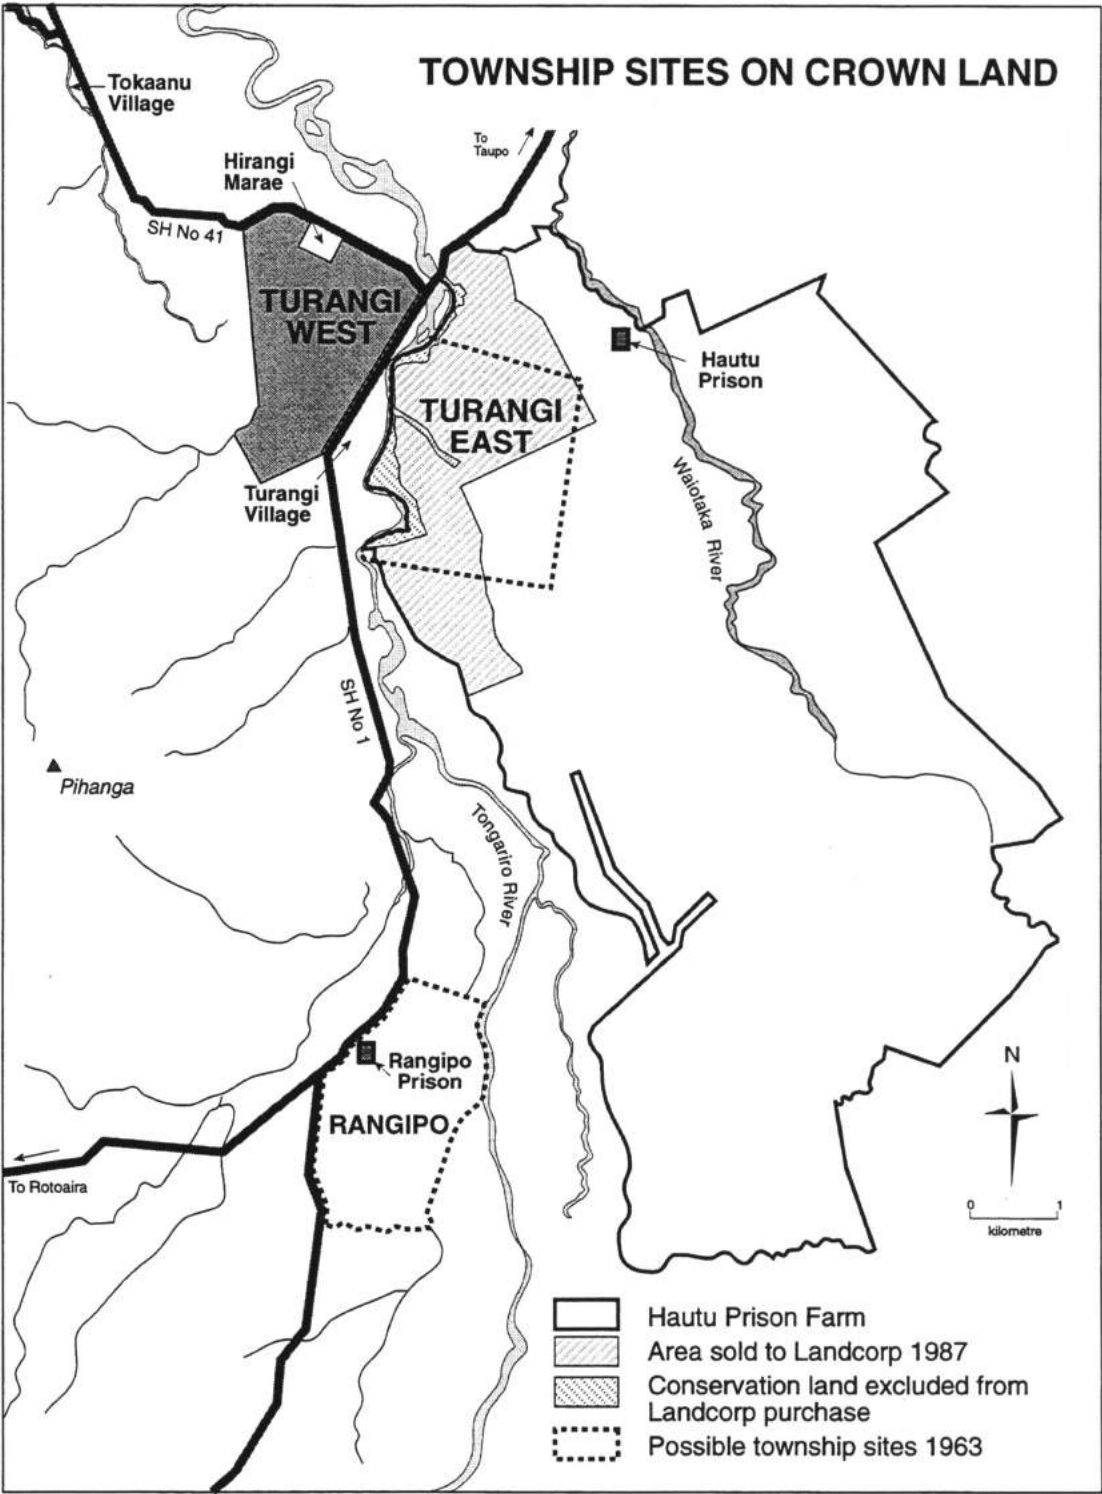 TOWNSHIP SITES ON CROWN LAND
Tokaanu
Village
To
Taupo
Hirangi
Marae
SH No 41
TURANGI
WEST
Hautu
Prison
TURANGI
EAST
Waiotaka River
Turangi
Village
SH No 1
Pihanga
Tongariro River
Rangipo
Prison
RANGIPO
To Rotoaira
N
0 1
kilometre
Hautu Prison Farm
Area sold to Landcorp 1987
Conservation land excluded from
Landcorp purchase
Possible township sites 1963